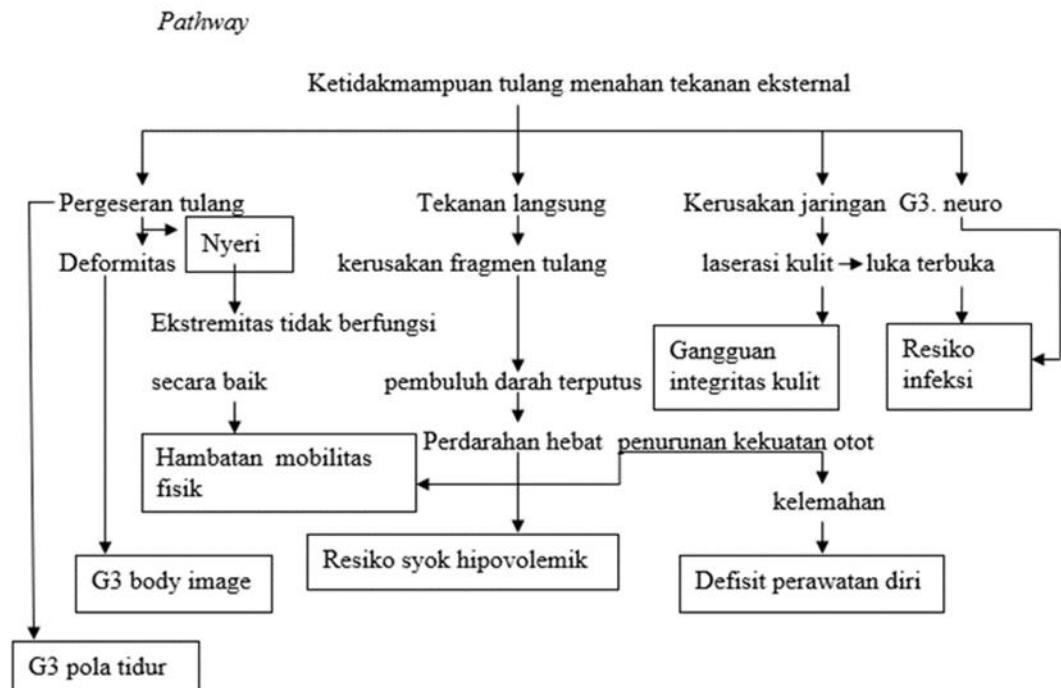 Pathway
Ketidakmampuan tulang menahan tekanan eksternal
Pergeseran tulang
Tekanan langsung
Kerusakan jaringan
G3. neuro
Nyeri
Deformitas
kerusakan fragmen tulang
laserasi kulit
luka terbuka
Ekstremitas tidak berfungsi
secara baik
Gangguan
integritas kulit
Resiko
infeksi
pembuluh darah terputus
Perdarahan hebat
penurunan kekuatan otot
Hambatan mobilitas
fisik
kelemahan
Resiko syok hipovolemik
G3 body image
Defisit perawatan diri
G3 pola tidur